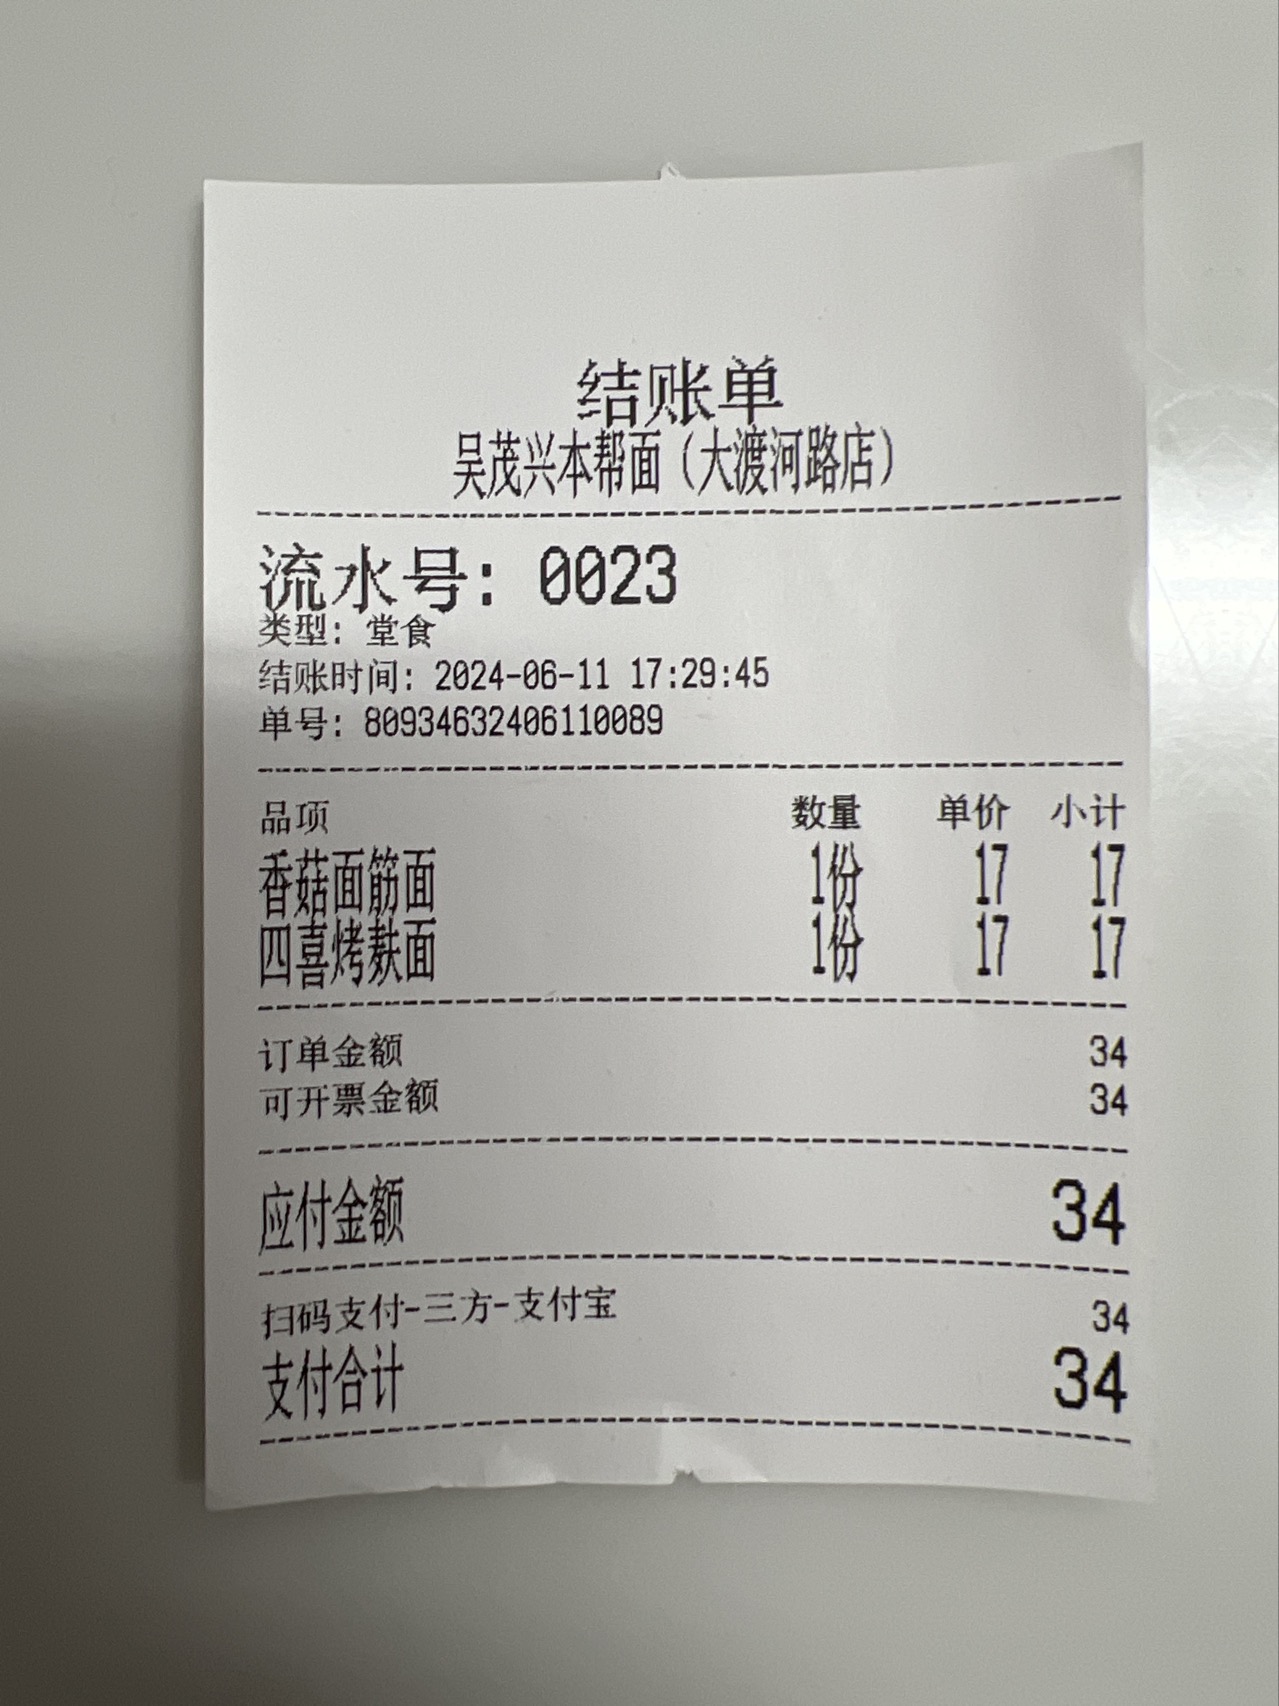 结账单
吴茂兴本帮面（大渡河路店）
流水号: 0023
类型: 堂食
结账时间: 2024-06-11 17:29:45
单号: 80934632406110089
品项 数量 单价 小计
香菇面筋面 1份 17 17
四喜烤麸面 1份 17 17
订单金额 34
可开票金额 34
应付金额 34
扫码支付-三方-支付宝 34
支付合计 34